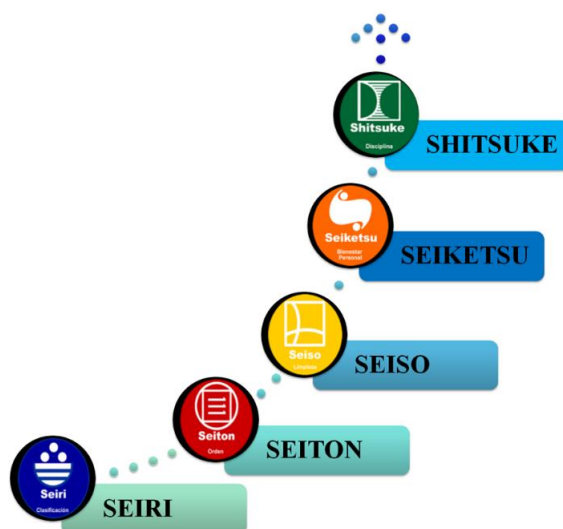 Shitsuke
Disciplina
SHITSUKE
Seiketsu
Bienestar
Personal
SEIKETSU
Seiso
Limpieza
SEISO
Seiton
Orden
SEITON
Seiri
Clasificación
SEIRI